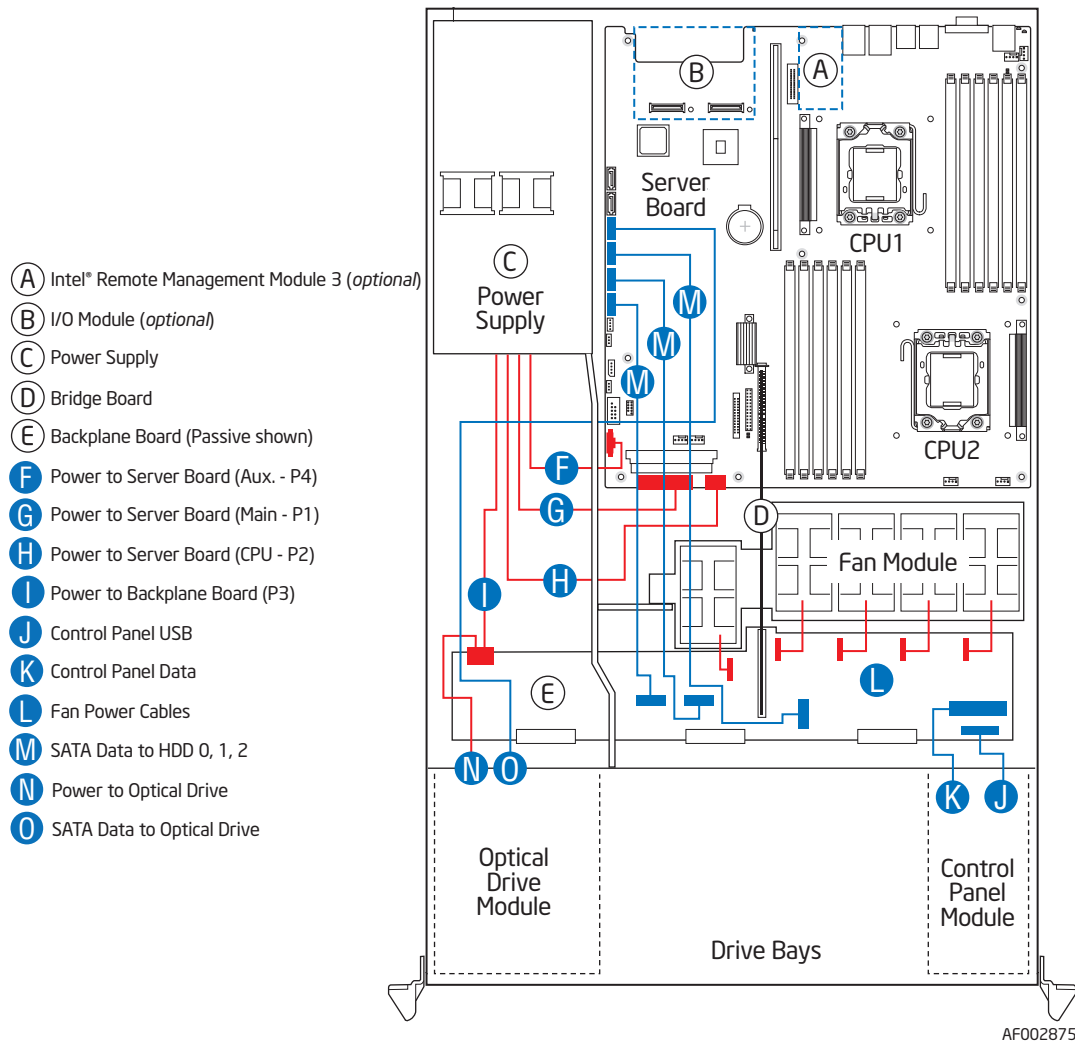 A Intel® Remote Management Module 3 (optional)
B I/O Module (optional)
C Power Supply
D Bridge Board
E Backplane Board (Passive shown)
F Power to Server Board (Aux. - P4)
G Power to Server Board (Main - P1)
H Power to Server Board (CPU - P2)
I Power to Backplane Board (P3)
J Control Panel USB
K Control Panel Data
L Fan Power Cables
M SATA Data to HDD 0, 1, 2
N Power to Optical Drive
O SATA Data to Optical Drive
B
A
Server
Board
CPU1
C
Power
Supply
M
M
M
CPU2
F
G
D
H
Fan Module
I
E
L
N
O
K
J
Optical
Drive
Module
Control
Panel
Module
Drive Bays
AF002875